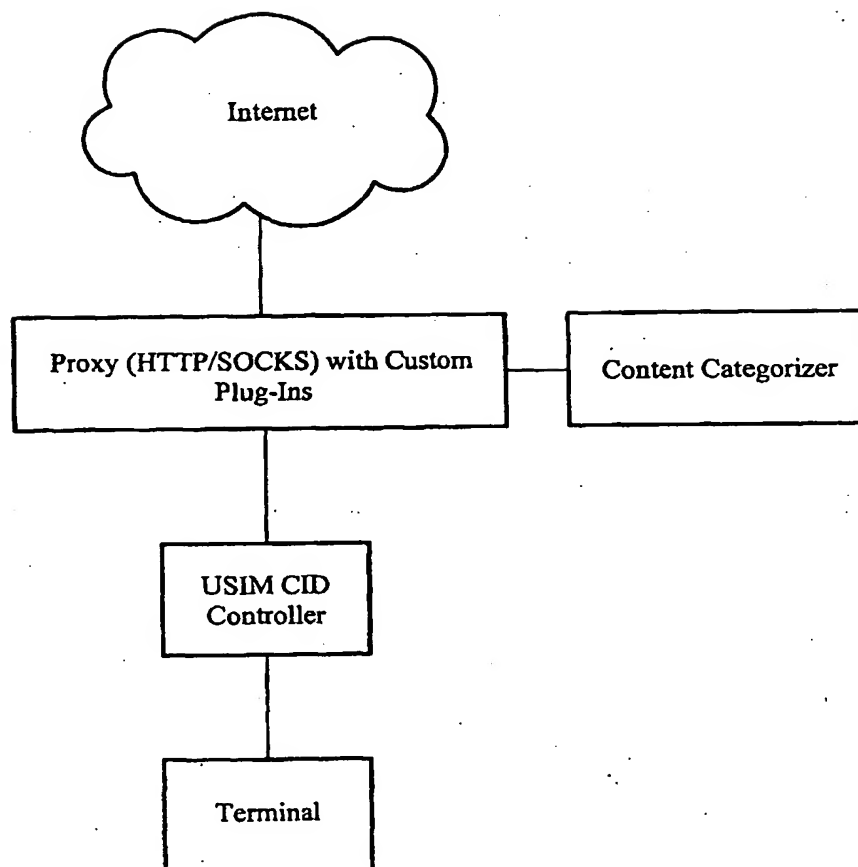 Internet
Proxy (HTTP/SOCKS) with Custom
Plug-Ins
Content Categorizer
USIM CID
Controller
Terminal